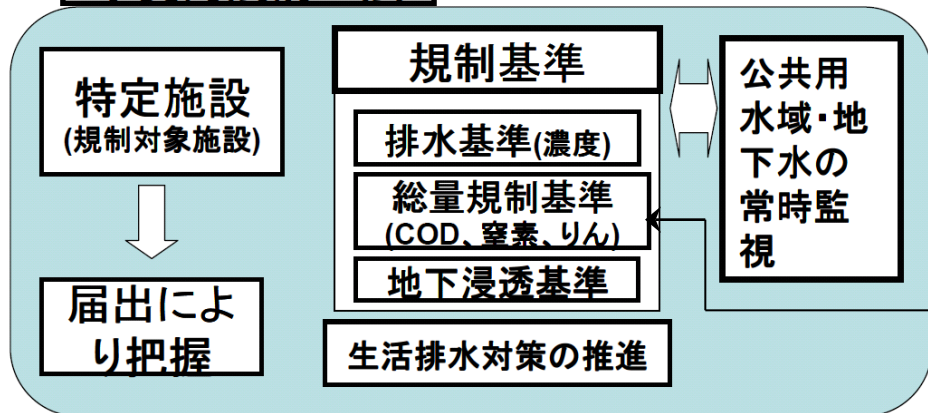 特定施設
(規制対象施設)
届出によ
り把握
規制基準
排水基準(濃度)
総量規制基準
(COD、窒素、りん)
地下浸透基準
生活排水対策の推進
公共用
水域・地
下水の
常時監
視